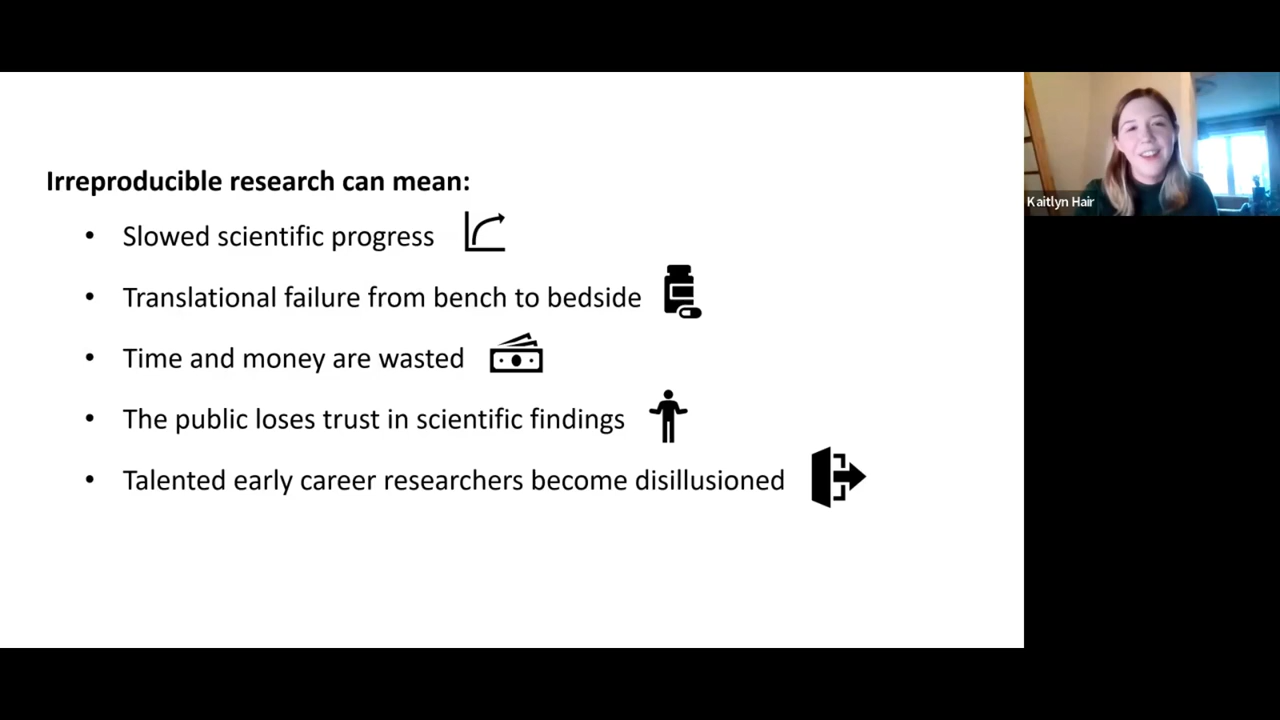 Irreproducible research can mean:
• Slowed scientific progress
• Translational failure from bench to bedside
• Time and money are wasted
• The public loses trust in scientific findings
• Talented early career researchers become disillusioned
Kaitlyn Hair